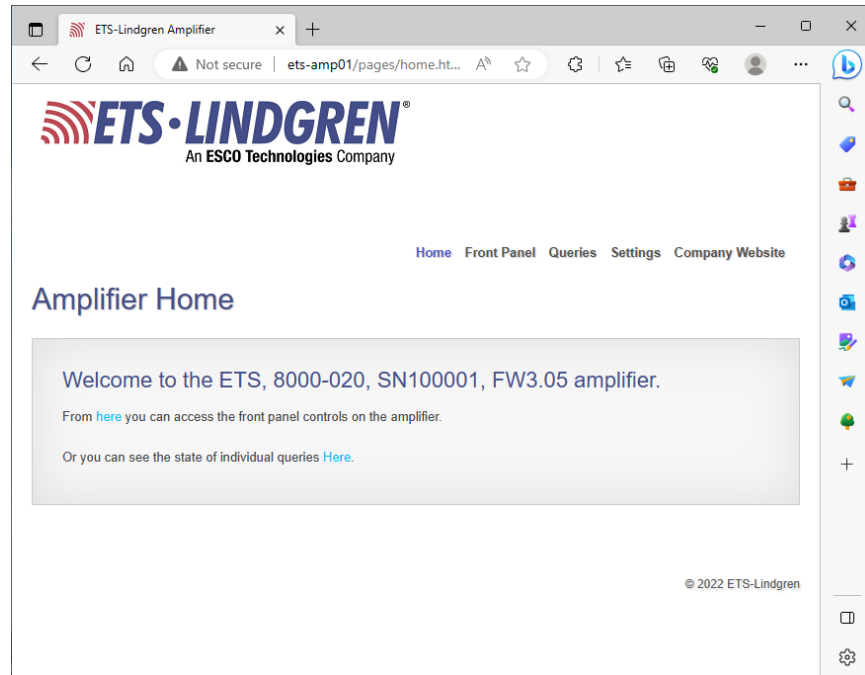 ETS-Lindgren Amplifier
Not secure | ets-amp01/pages/home.ht...
ETS·LINDGREN®
An ESCO Technologies Company
Home Front Panel Queries Settings Company Website
Amplifier Home
Welcome to the ETS, 8000-020, SN100001, FW3.05 amplifier.
From here you can access the front panel controls on the amplifier.
Or you can see the state of individual queries Here.
© 2022 ETS-Lindgren